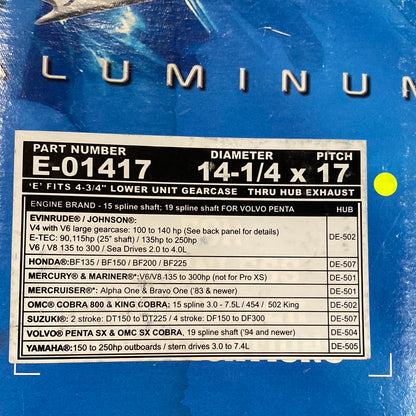 LUMINUM
PART NUMBER DIAMETER PITCH
E-01417 14-1/4 x 17
'E' FITS 4-3/4" LOWER UNIT GEARCASE THRU HUB EXHAUST
ENGINE BRAND - 15 spline shaft; 19 spline shaft FOR VOLVO PENTA HUB
EVINRUDE® / JOHNSON®:
V4 with V6 large gearcase: 100 to 140 hp (See back panel for details)
E-TEC: 90,115hp (25" shaft) / 135hp to 250hp DE-502
V6 / V8 135 to 300 / Sea Drives 2.0 to 4.0L
HONDA®: BF135 / BF150 / BF200 / BF225 DE-507
MERCURY® & MARINER®*: V6/V8-135 to 300hp (not for Pro XS) DE-501
MERCRUISER®*: Alpha One & Bravo One ('83 & newer) DE-501
OMC® COBRA 800 & KING COBRA: 15 spline 3.0 - 7.5L / 454 / 502 King DE-502
SUZUKI®: 2 stroke: DT150 to DT225 / 4 stroke: DF150 to DF300 DE-507
VOLVO® PENTA SX & OMC SX COBRA, 19 spline shaft ('94 and newer) DE-504
YAMAHA®: 150 to 250hp outboards / stern drives 3.0 to 7.4L DE-505